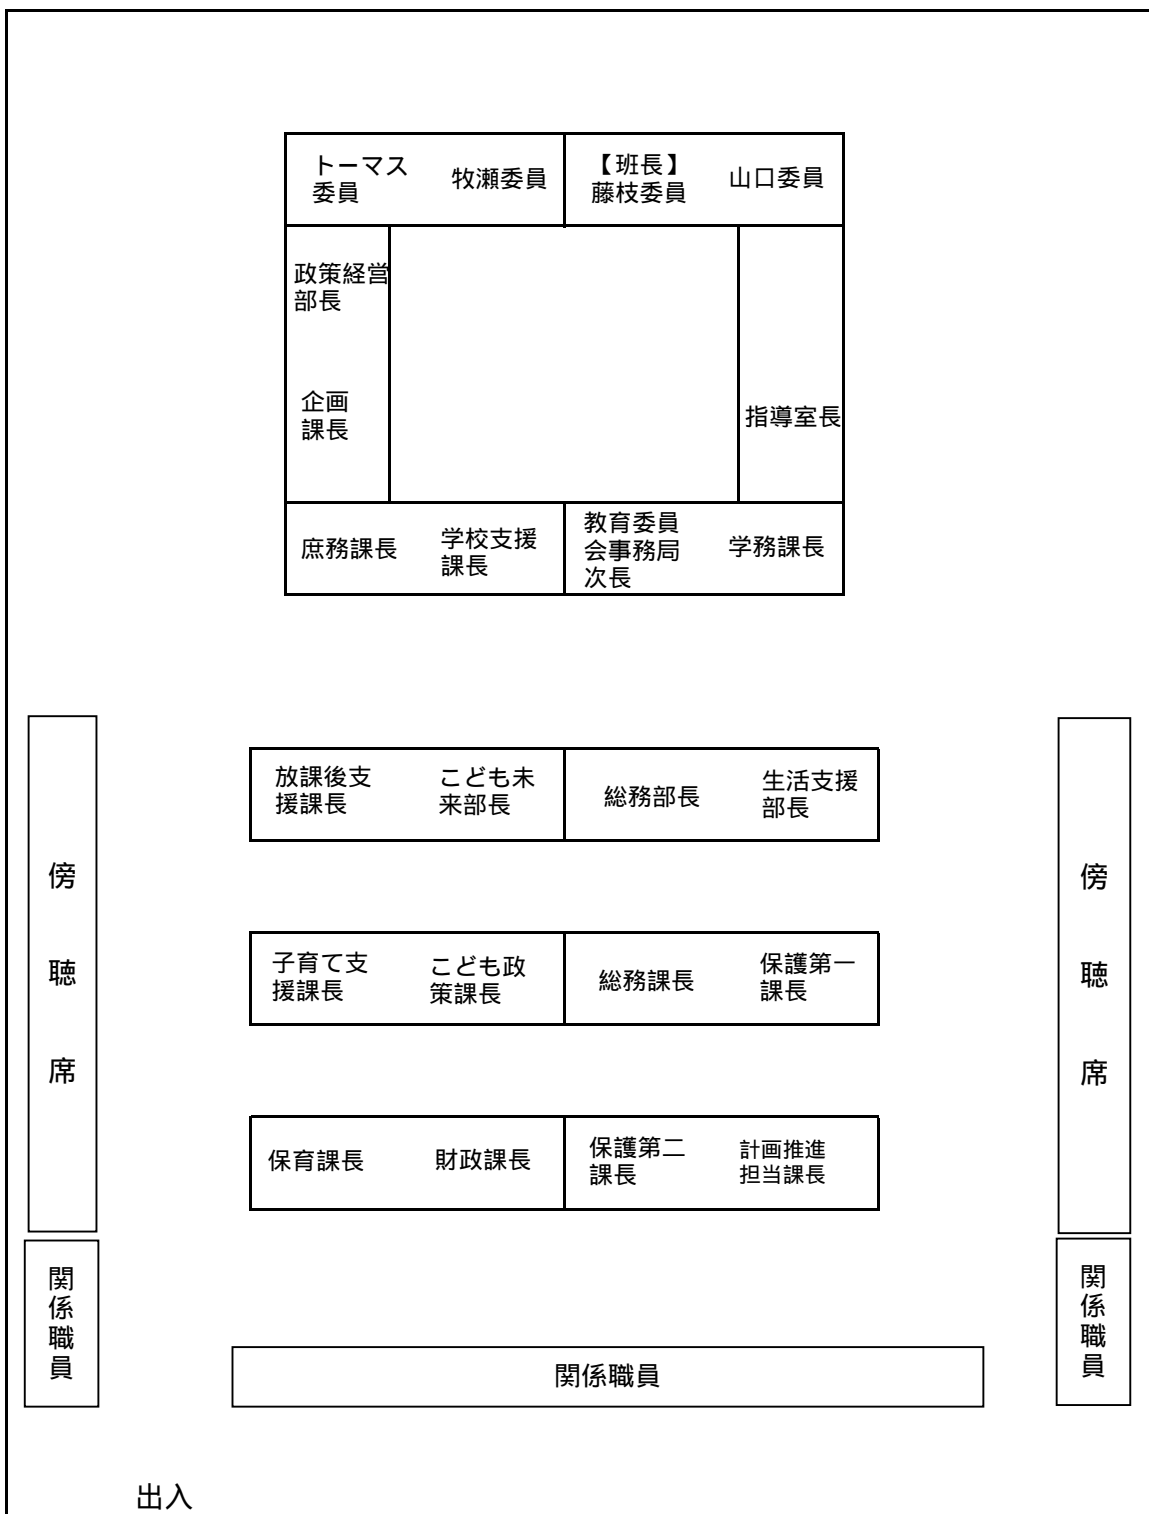 トーマス
委員
牧瀬委員
【班長】
藤枝委員
山口委員
政策経営
部長
企画
課長
指導室長
庶務課長
学校支援
課長
教育委員
会事務局
次長
学務課長
放課後支
援課長
こども未
来部長
総務部長
生活支援
部長
子育て支
援課長
こども政
策課長
総務課長
保護第一
課長
保育課長
財政課長
保護第二
課長
計画推進
担当課長
傍聴席
傍聴席
関係職員
関係職員
関係職員
出入